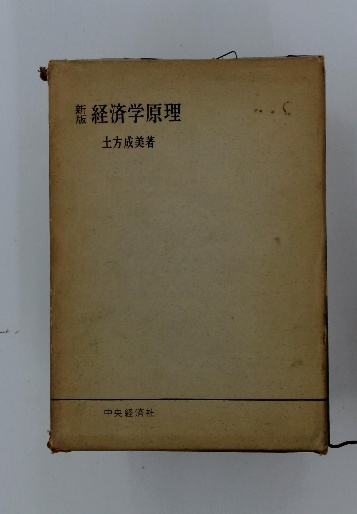 新版 経済学原理
土方成美著
中央経済社